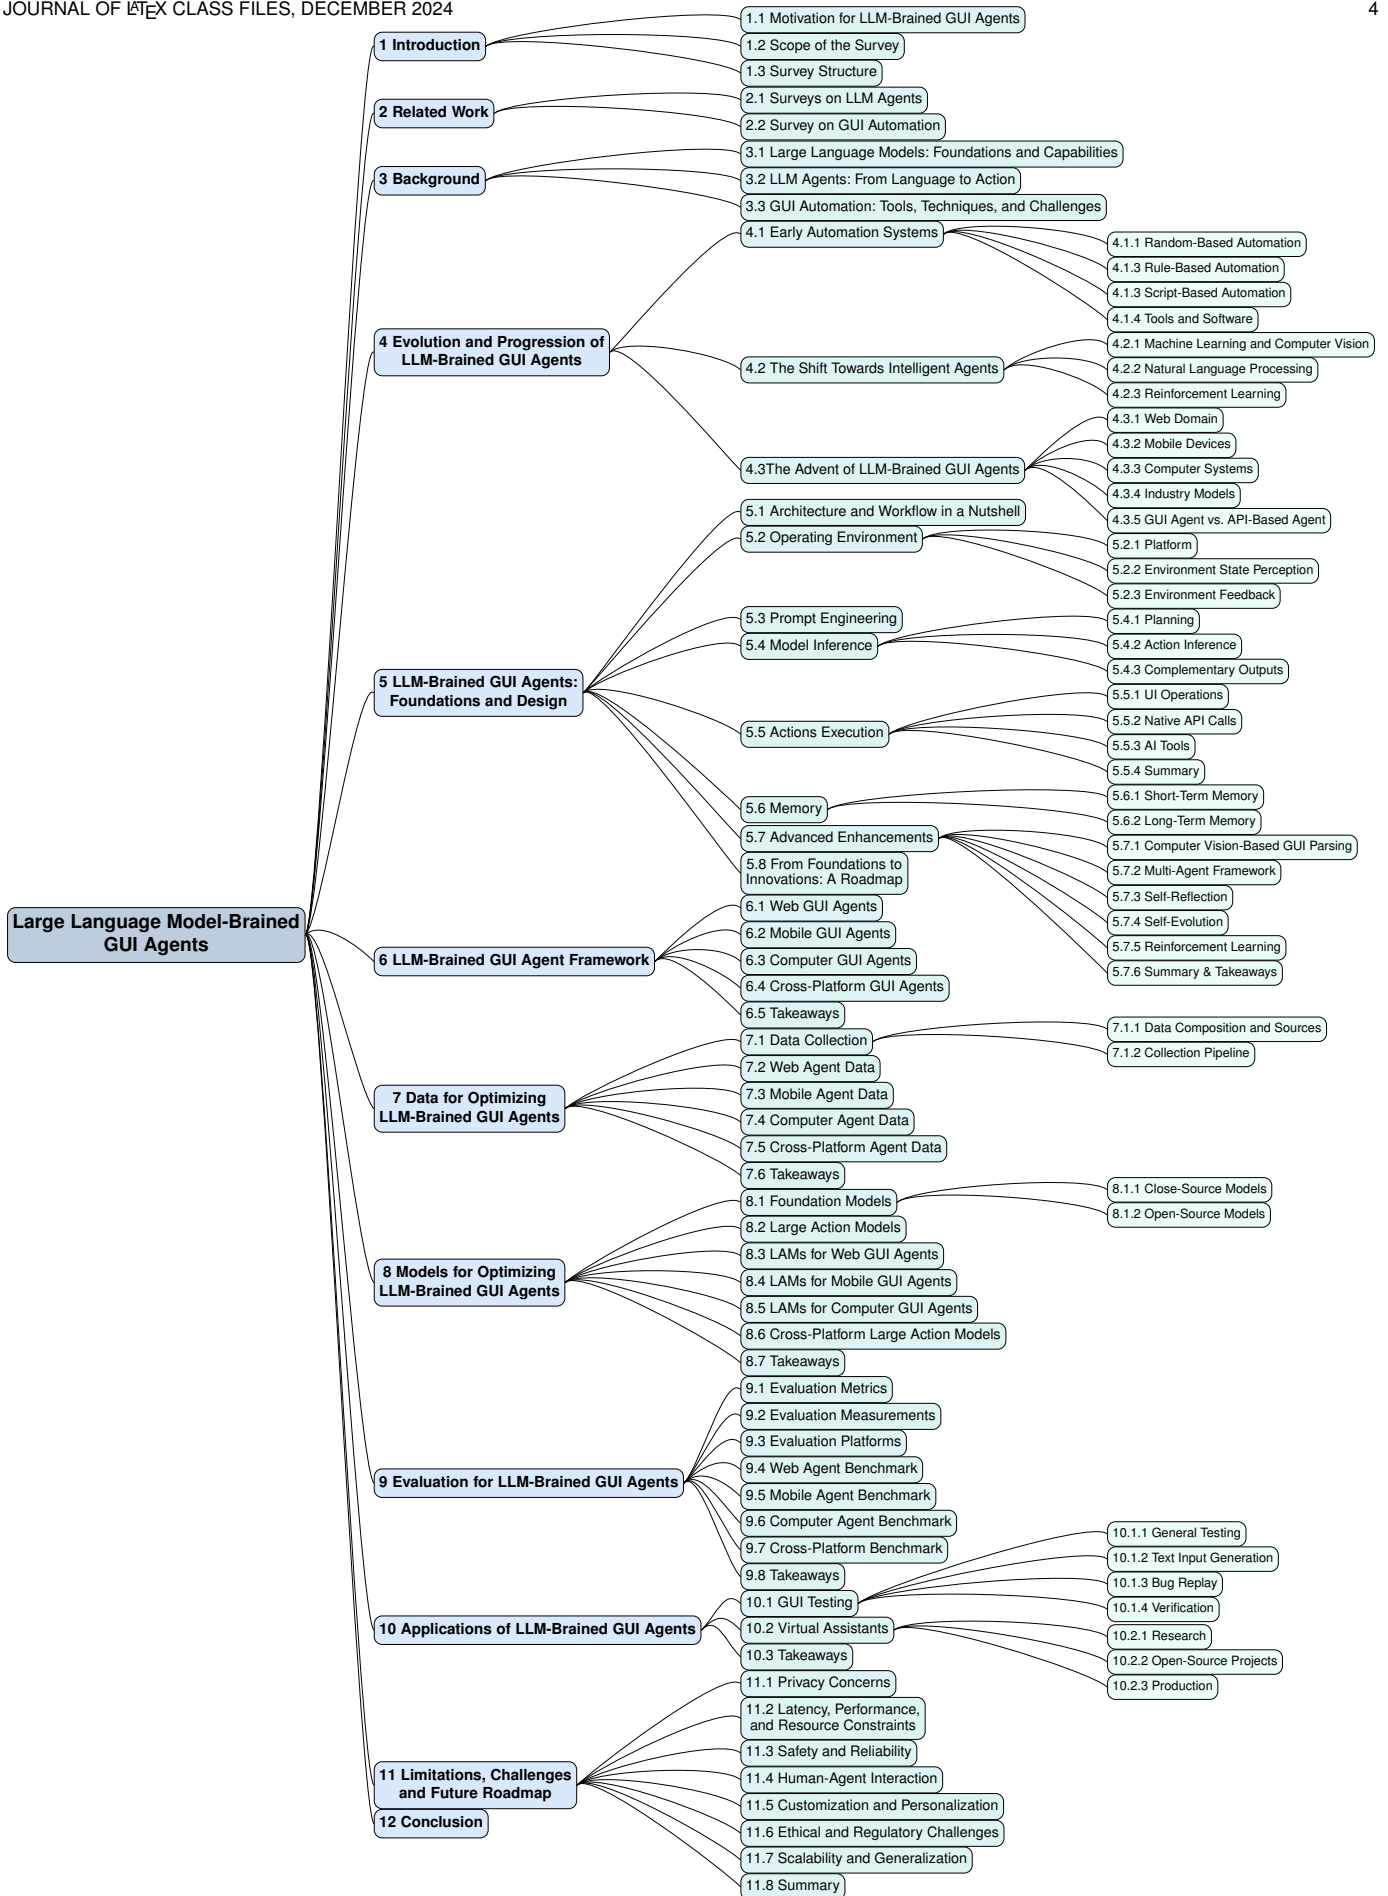 JOURNAL OF LATEX CLASS FILES, DECEMBER 2024
4
Large Language Model-Brained
GUI Agents
1 Introduction
1.1 Motivation for LLM-Brained GUI Agents
1.2 Scope of the Survey
1.3 Survey Structure
2 Related Work
2.1 Surveys on LLM Agents
2.2 Survey on GUI Automation
3 Background
3.1 Large Language Models: Foundations and Capabilities
3.2 LLM Agents: From Language to Action
3.3 GUI Automation: Tools, Techniques, and Challenges
4 Evolution and Progression of
LLM-Brained GUI Agents
4.1 Early Automation Systems
4.1.1 Random-Based Automation
4.1.3 Rule-Based Automation
4.1.3 Script-Based Automation
4.1.4 Tools and Software
4.2 The Shift Towards Intelligent Agents
4.2.1 Machine Learning and Computer Vision
4.2.2 Natural Language Processing
4.2.3 Reinforcement Learning
4.3The Advent of LLM-Brained GUI Agents
4.3.1 Web Domain
4.3.2 Mobile Devices
4.3.3 Computer Systems
4.3.4 Industry Models
4.3.5 GUI Agent vs. API-Based Agent
5 LLM-Brained GUI Agents:
Foundations and Design
5.1 Architecture and Workflow in a Nutshell
5.2 Operating Environment
5.2.1 Platform
5.2.2 Environment State Perception
5.2.3 Environment Feedback
5.3 Prompt Engineering
5.4 Model Inference
5.4.1 Planning
5.4.2 Action Inference
5.4.3 Complementary Outputs
5.5 Actions Execution
5.5.1 UI Operations
5.5.2 Native API Calls
5.5.3 AI Tools
5.5.4 Summary
5.6 Memory
5.6.1 Short-Term Memory
5.6.2 Long-Term Memory
5.7 Advanced Enhancements
5.7.1 Computer Vision-Based GUI Parsing
5.7.2 Multi-Agent Framework
5.7.3 Self-Reflection
5.7.4 Self-Evolution
5.7.5 Reinforcement Learning
5.7.6 Summary & Takeaways
5.8 From Foundations to
Innovations: A Roadmap
6 LLM-Brained GUI Agent Framework
6.1 Web GUI Agents
6.2 Mobile GUI Agents
6.3 Computer GUI Agents
6.4 Cross-Platform GUI Agents
6.5 Takeaways
7 Data for Optimizing
LLM-Brained GUI Agents
7.1 Data Collection
7.1.1 Data Composition and Sources
7.1.2 Collection Pipeline
7.2 Web Agent Data
7.3 Mobile Agent Data
7.4 Computer Agent Data
7.5 Cross-Platform Agent Data
7.6 Takeaways
8 Models for Optimizing
LLM-Brained GUI Agents
8.1 Foundation Models
8.1.1 Close-Source Models
8.1.2 Open-Source Models
8.2 Large Action Models
8.3 LAMs for Web GUI Agents
8.4 LAMs for Mobile GUI Agents
8.5 LAMs for Computer GUI Agents
8.6 Cross-Platform Large Action Models
8.7 Takeaways
9 Evaluation for LLM-Brained GUI Agents
9.1 Evaluation Metrics
9.2 Evaluation Measurements
9.3 Evaluation Platforms
9.4 Web Agent Benchmark
9.5 Mobile Agent Benchmark
9.6 Computer Agent Benchmark
9.7 Cross-Platform Benchmark
9.8 Takeaways
10 Applications of LLM-Brained GUI Agents
10.1 GUI Testing
10.1.1 General Testing
10.1.2 Text Input Generation
10.1.3 Bug Replay
10.1.4 Verification
10.2 Virtual Assistants
10.2.1 Research
10.2.2 Open-Source Projects
10.2.3 Production
10.3 Takeaways
11 Limitations, Challenges
and Future Roadmap
11.1 Privacy Concerns
11.2 Latency, Performance,
and Resource Constraints
11.3 Safety and Reliability
11.4 Human-Agent Interaction
11.5 Customization and Personalization
11.6 Ethical and Regulatory Challenges
11.7 Scalability and Generalization
11.8 Summary
12 Conclusion